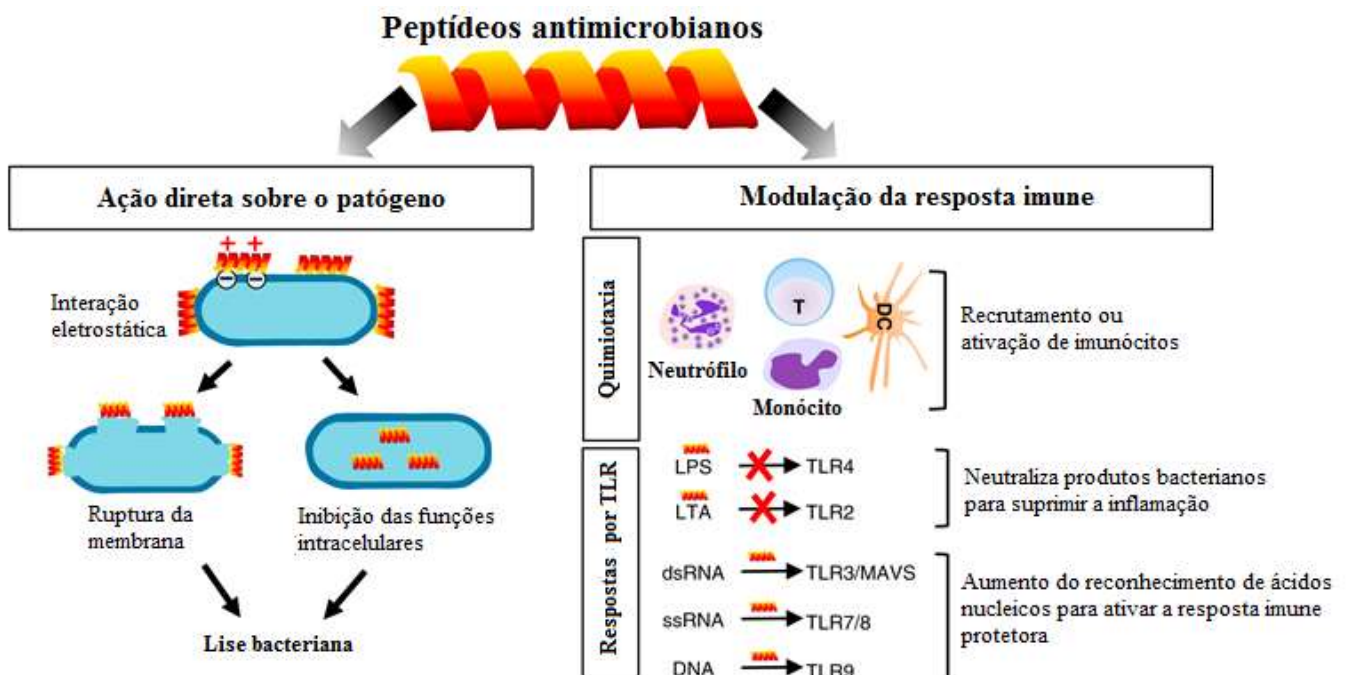 Peptídeos antimicrobianos
Ação direta sobre o patógeno
+ +
− −
Interação
eletrostática
Ruptura da
membrana
Inibição das funções
intracelulares
Lise bacteriana
Modulação da resposta imune
Quimiotaxia
Neutrófilo
T
Monócito
DC
Recrutamento ou
ativação de imunócitos
Respostas por TLR
LPS TLR4
LTA TLR2
Neutraliza produtos bacterianos
para suprimir a inflamação
dsRNA TLR3/MAVS
ssRNA TLR7/8
DNA TLR9
Aumento do reconhecimento de ácidos
nucleicos para ativar a resposta imune
protetora